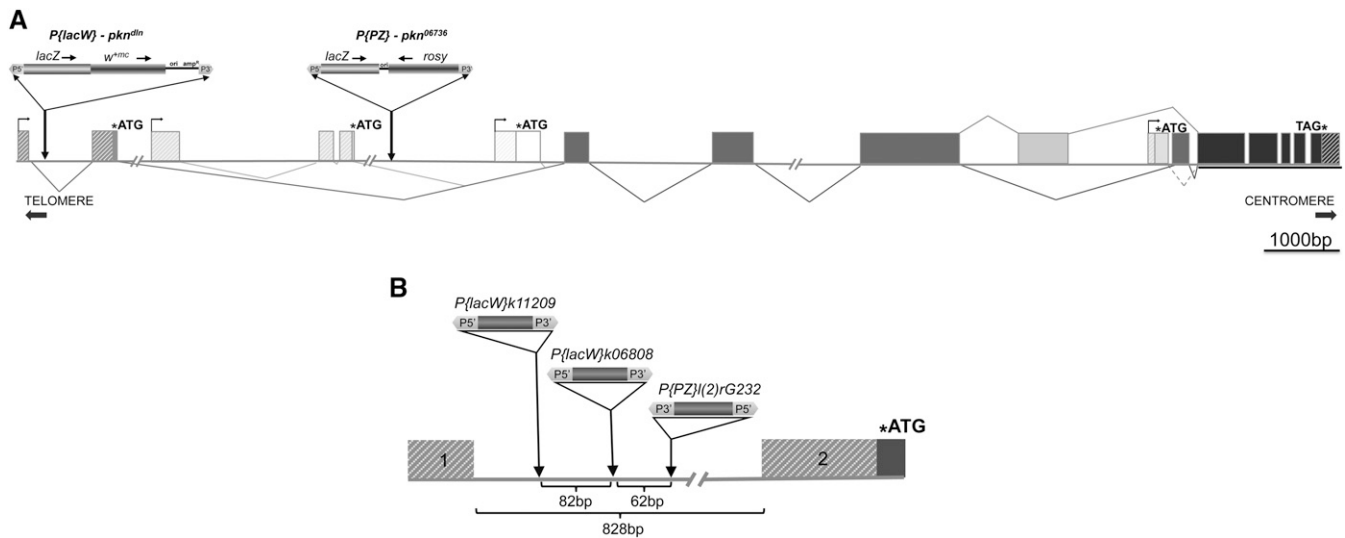 A
P{lacW} - pkn^dln
P{PZ} - pkn^06736
lacZ w+mc ori amp^R
P5' P3'
lacZ ori rosy
P5' P3'
*ATG *ATG *ATG *ATG TAG*
TELOMERE
CENTROMERE
1000bp
B
P{lacW}k11209
P5' P3'
P{lacW}k06808
P5' P3'
P{PZ}l(2)rG232
P3' P5'
*ATG
1 2
82bp 62bp
828bp